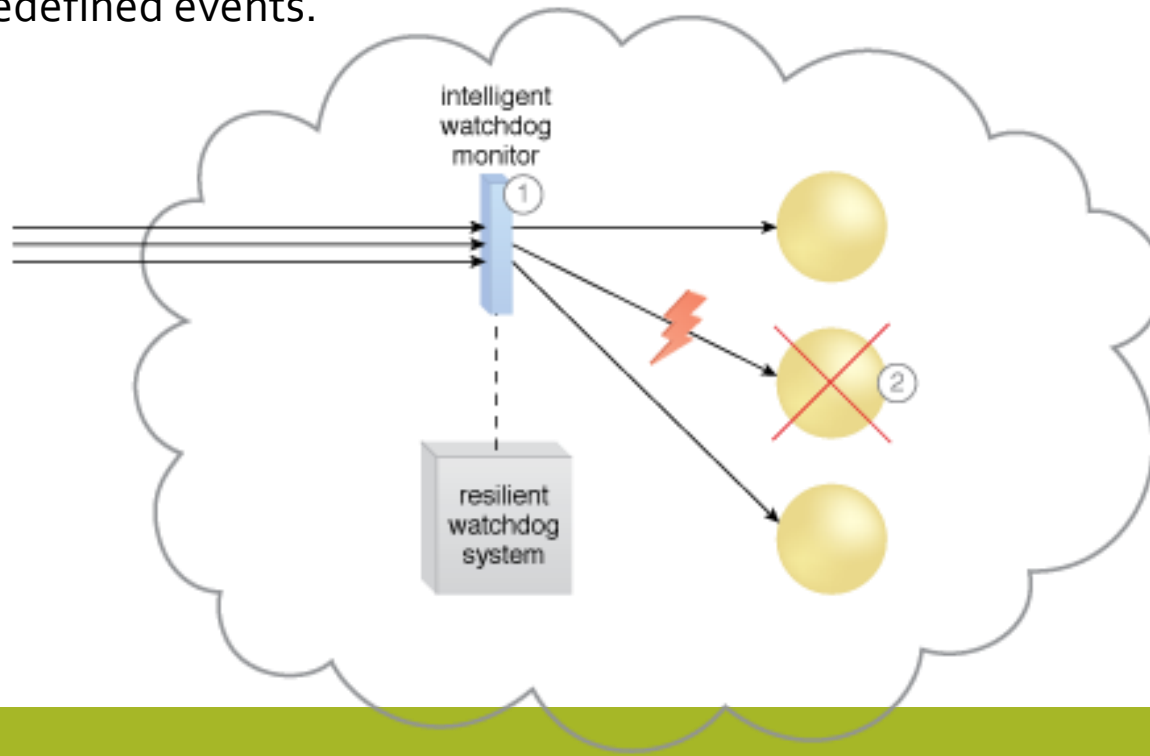 edefined events.
intelligent
watchdog
monitor
1
2
resilient
watchdog
system